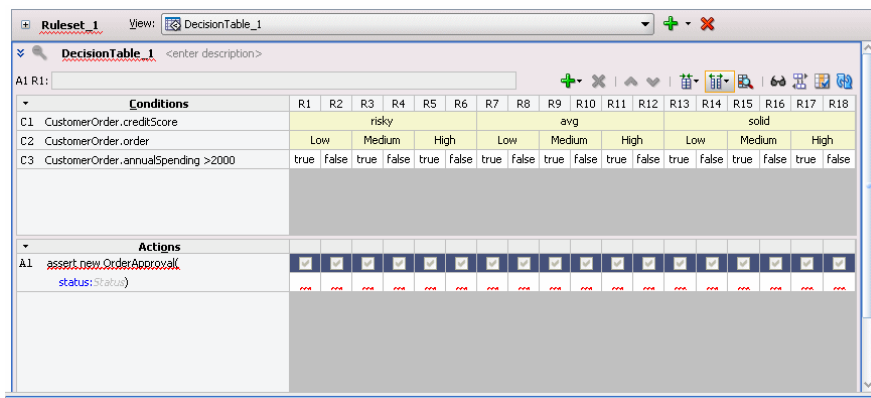 Ruleset_1 View: DecisionTable_1
DecisionTable_1 <enter description>
A1 R1:
Conditions R1 R2 R3 R4 R5 R6 R7 R8 R9 R10 R11 R12 R13 R14 R15 R16 R17 R18
C1 CustomerOrder.creditScore risky avg solid
C2 CustomerOrder.order Low Medium High Low Medium High Low Medium High
C3 CustomerOrder.annualSpending >2000 true false true false true false true false true false true false true false true false true false
Actions
A1 assert new OrderApproval(
status:Status)